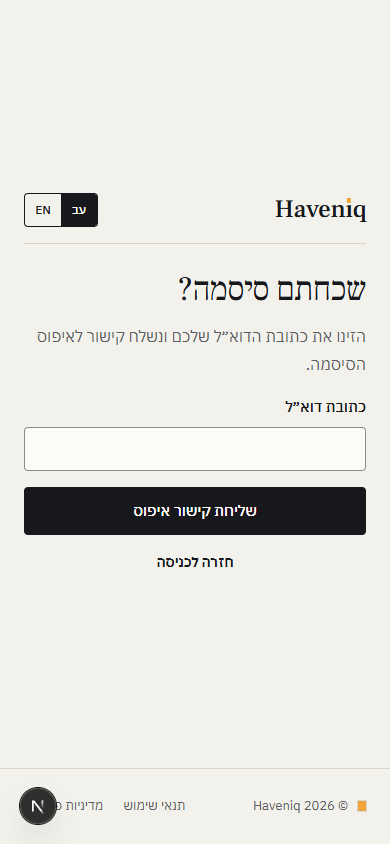 Haveniq
עב EN
שכחתם סיסמה?
הזינו את כתובת הדוא״ל שלכם ונשלח קישור לאיפוס
הסיסמה.
כתובת דוא״ל
שליחת קישור איפוס
חזרה לכניסה
© 2026 Haveniq תנאי שימוש מדיניות
N